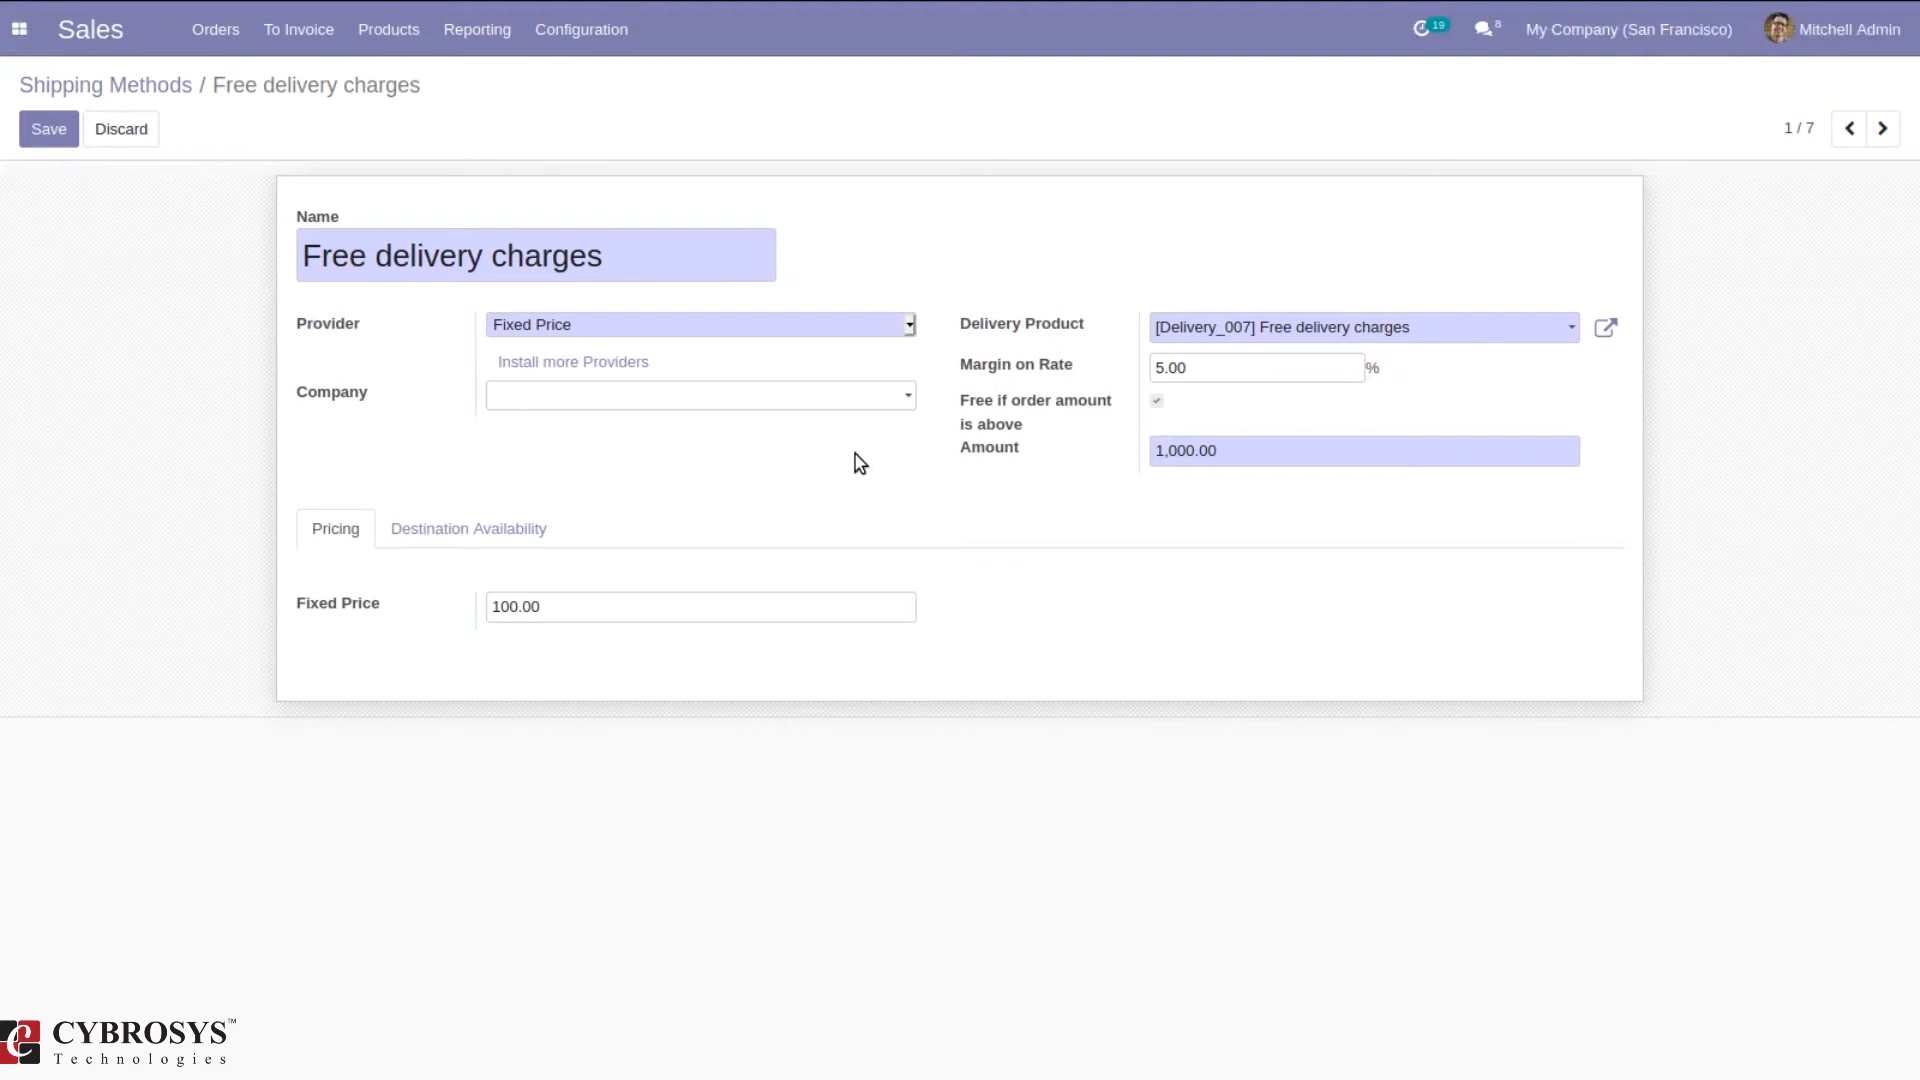 Sales Orders To Invoice Products Reporting Configuration 19 8 My Company (San Francisco) Mitchell Admin
Shipping Methods / Free delivery charges
Save Discard 1 / 7
Name
Free delivery charges
Provider Fixed Price
Install more Providers
Company
Delivery Product [Delivery_007] Free delivery charges
Margin on Rate 5.00 %
Free if order amount
is above
Amount 1,000.00
Pricing Destination Availability
Fixed Price 100.00
CYBROSYS™
Technologies